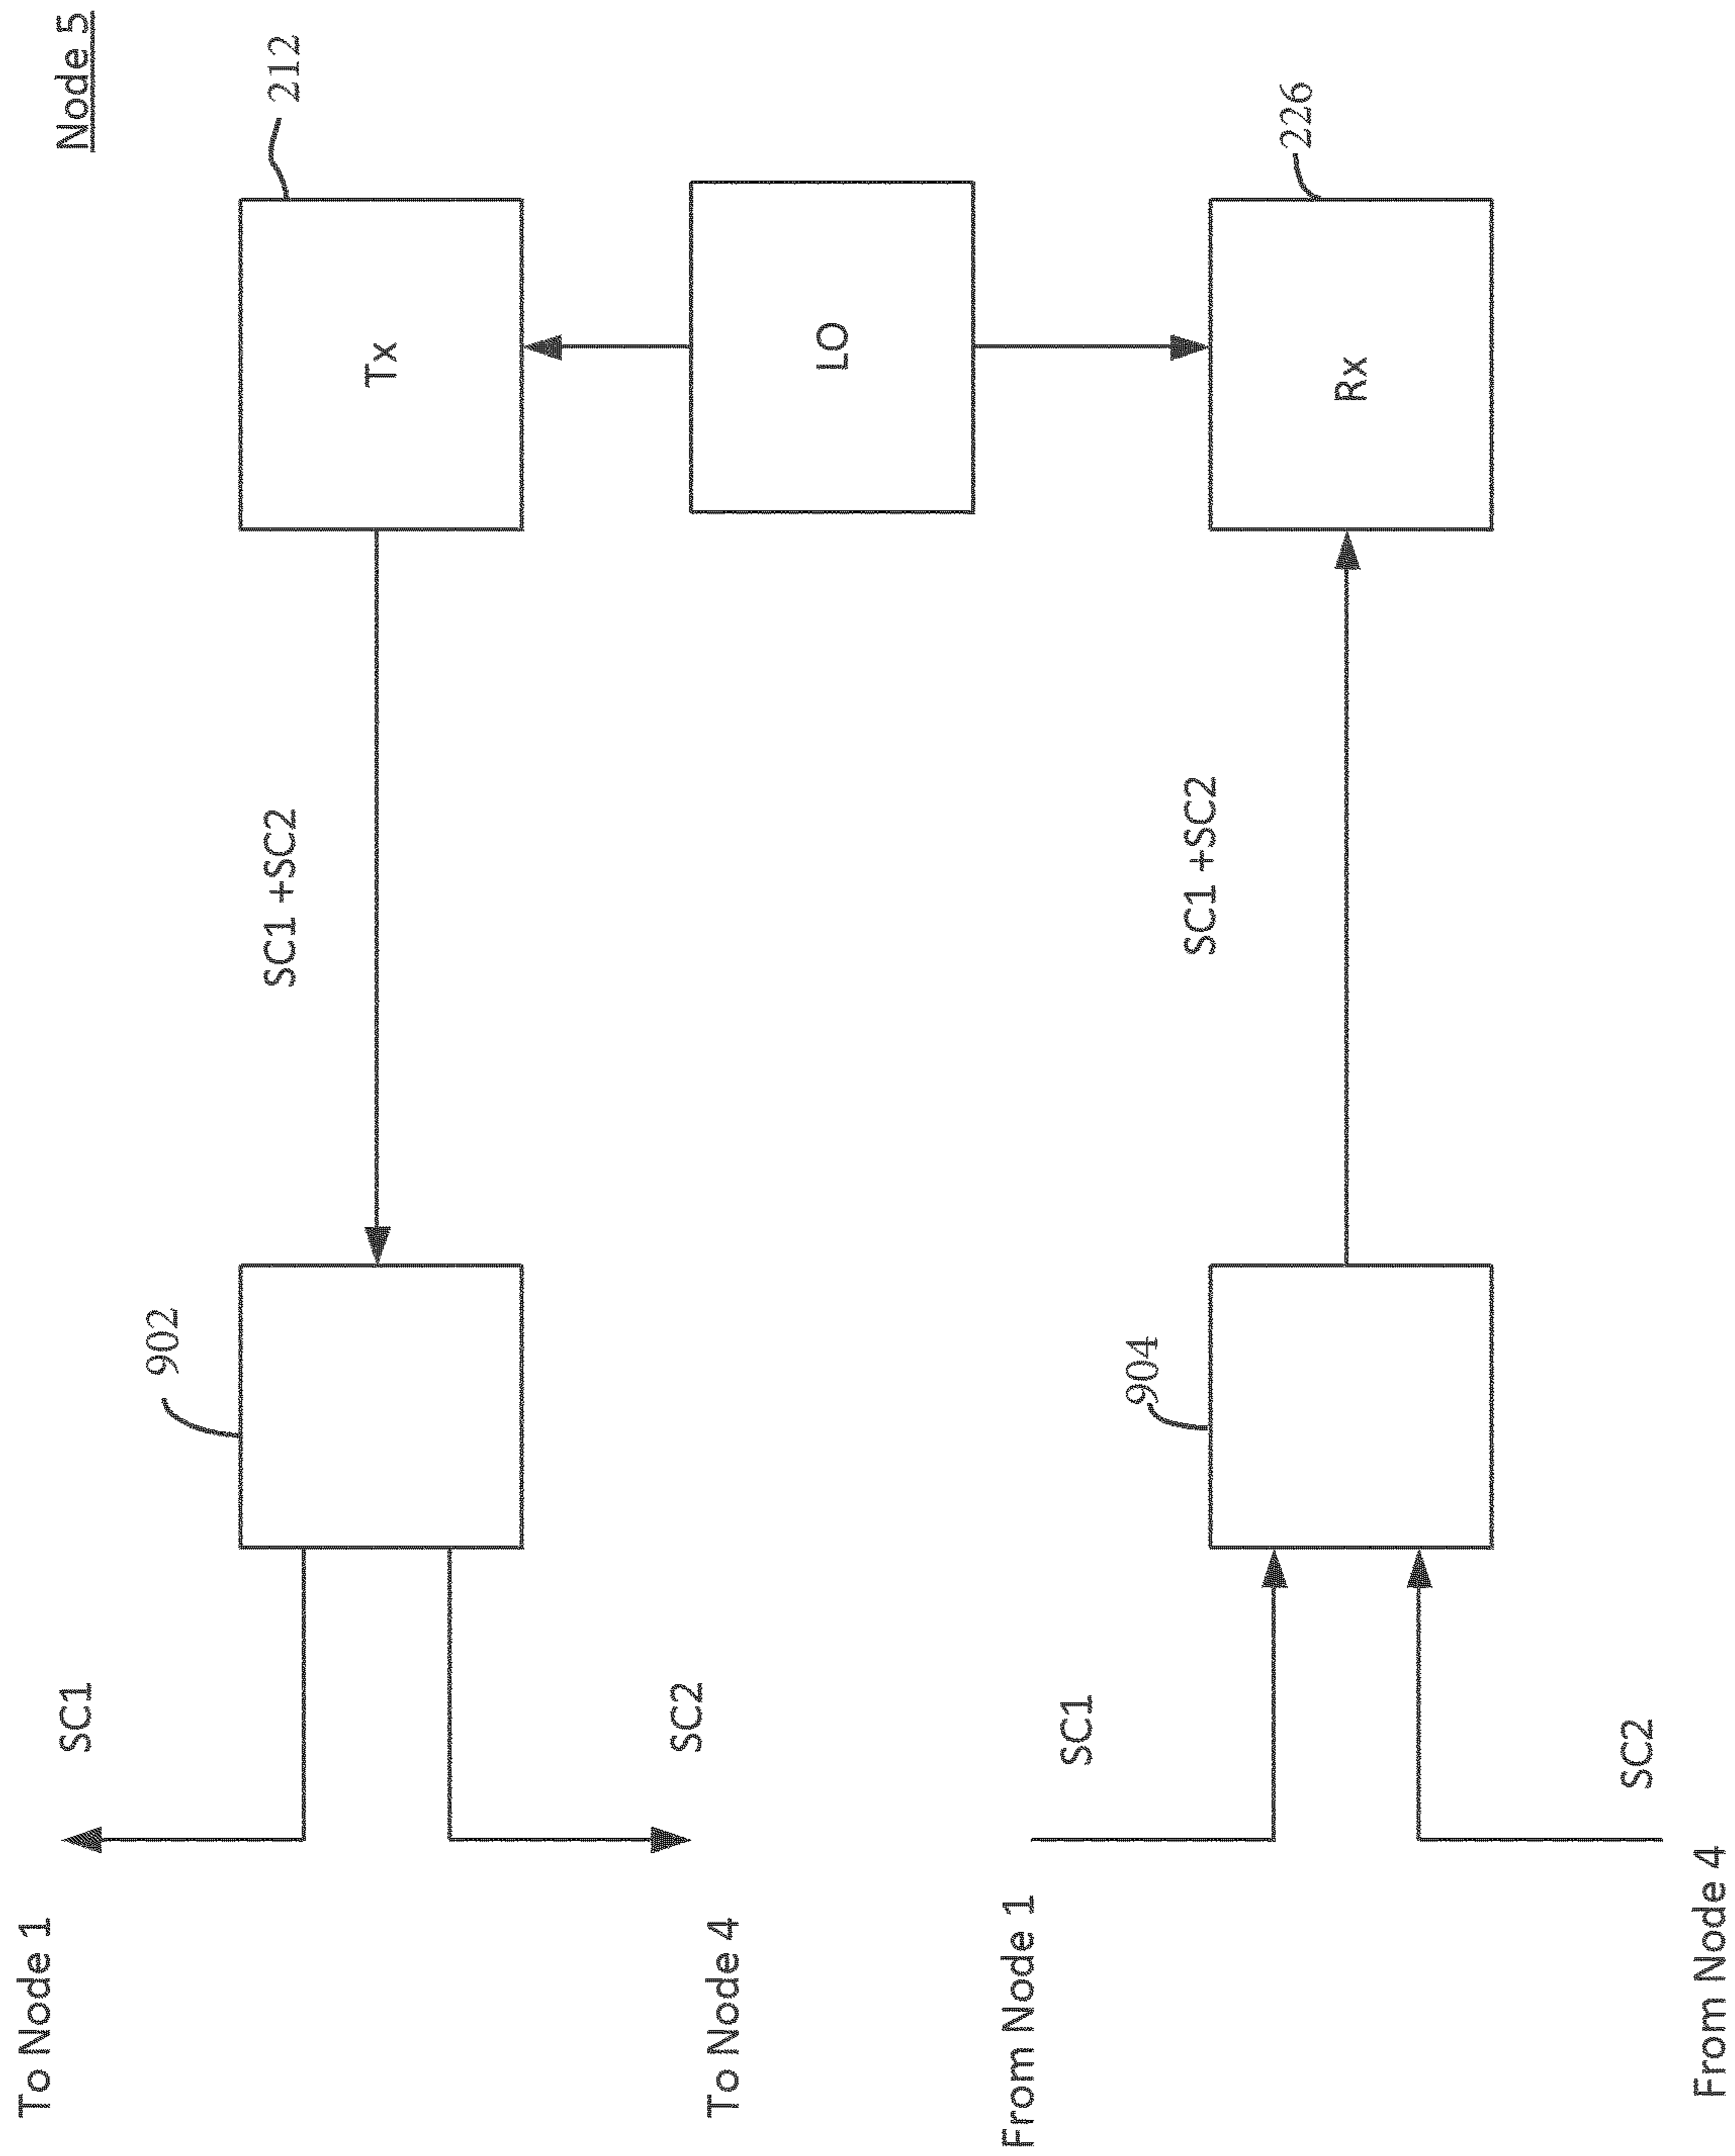 Node 5
212
Tx
SC1 +SC2
902
SC1
To Node 1
LO
SC2
To Node 4
226
Rx
SC1 +SC2
904
SC1
From Node 1
SC2
From Node 4